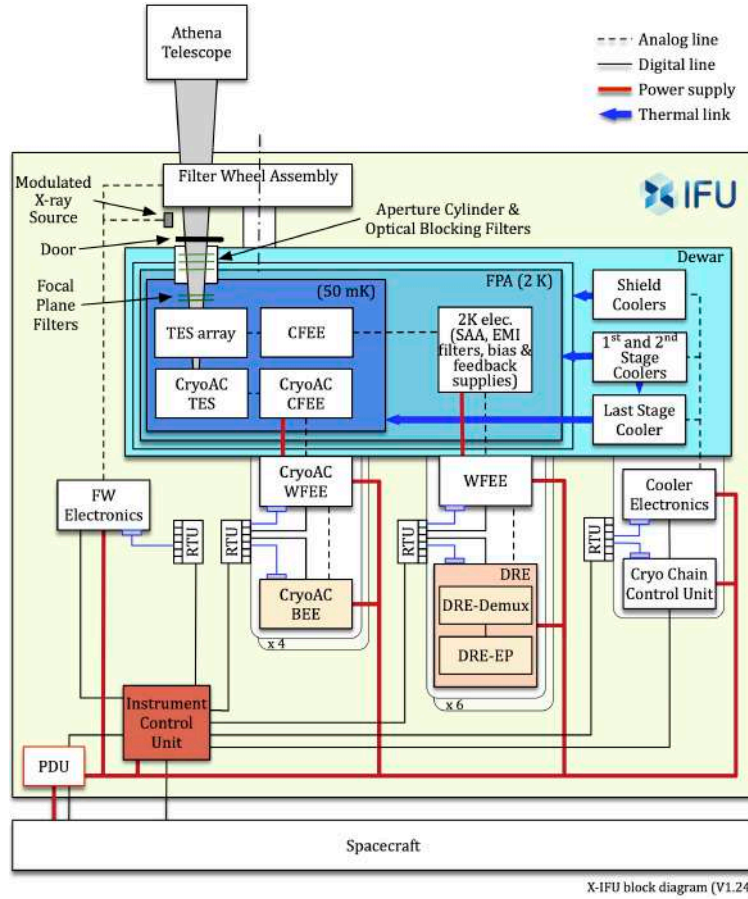 Athena
Telescope
Analog line
Digital line
Power supply
Thermal link
Modulated
X-ray
Source
Filter Wheel Assembly
IFU
Door
Aperture Cylinder &
Optical Blocking Filters
Focal
Plane
Filters
Dewar
FPA (2 K)
(50 mK)
TES array
CFEE
2K elec.
(SAA, EMI
filters, bias &
feedback
supplies)
Shield
Coolers
1st and 2nd
Stage
Coolers
CryoAC
TES
CryoAC
CFEE
Last Stage
Cooler
FW
Electronics
RTU
RTU
CryoAC
WFEE
RTU
WFEE
RTU
Cooler
Electronics
CryoAC
BEE
x 4
DRE
DRE-Demux
DRE-EP
x 6
Cryo Chain
Control Unit
Instrument
Control
Unit
PDU
Spacecraft
X-IFU block diagram (V1.24